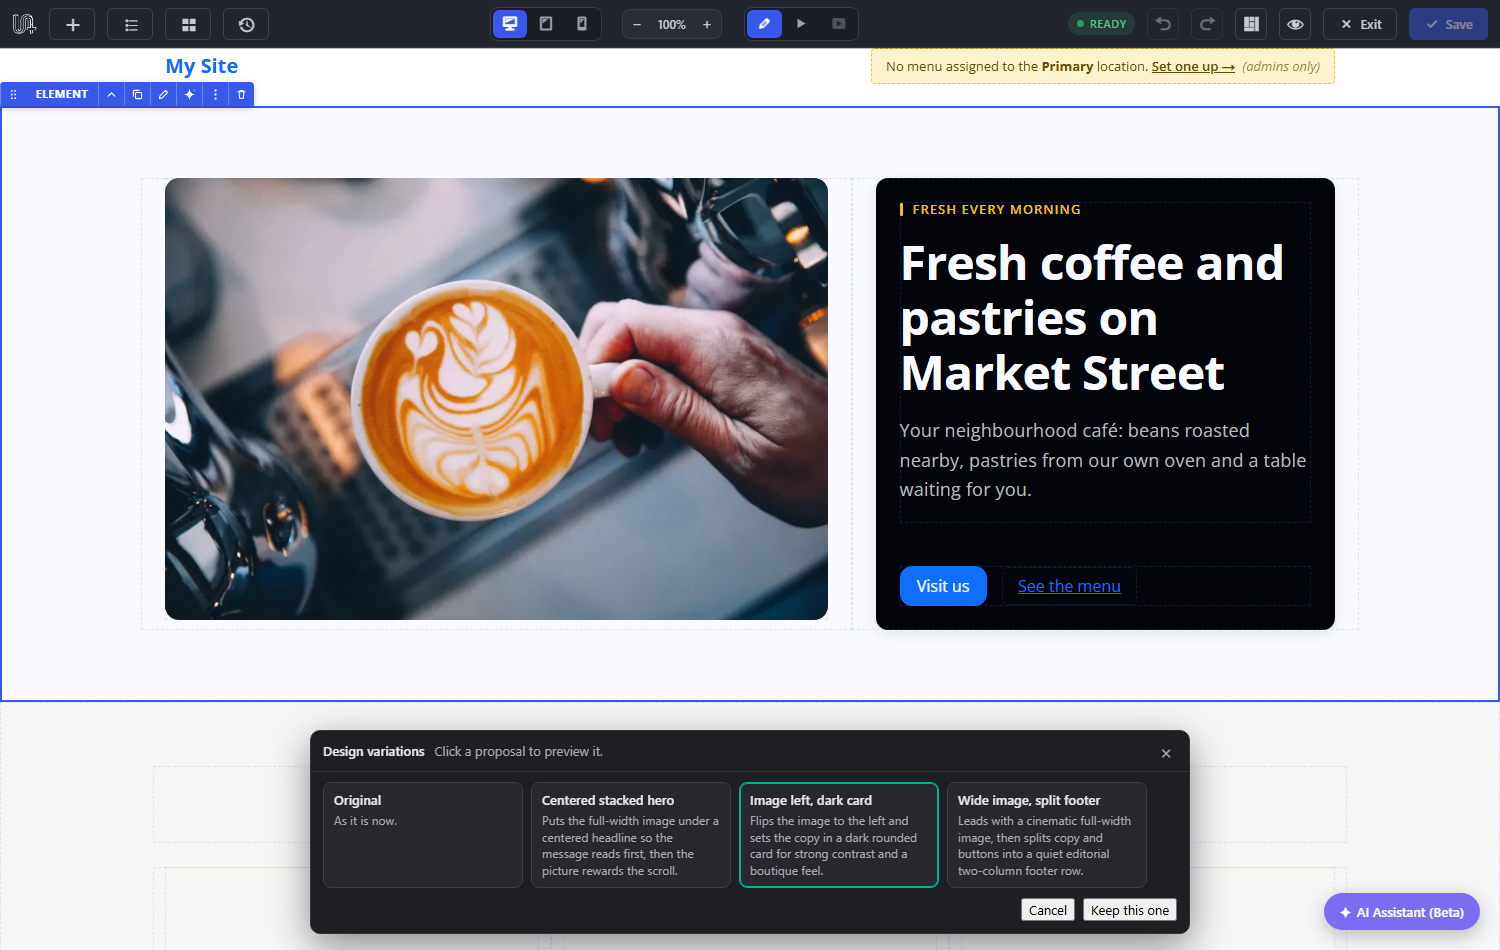 100%
READY
Exit
Save
My Site
No menu assigned to the Primary location. Set one up → (admins only)
ELEMENT
FRESH EVERY MORNING
Fresh coffee and
pastries on
Market Street
Your neighbourhood café: beans roasted
nearby, pastries from our own oven and a table
waiting for you.
Visit us
See the menu
Design variations Click a proposal to preview it.
Original
As it is now.
Centered stacked hero
Puts the full-width image under a
centered headline so the
message reads first, then the
picture rewards the scroll.
Image left, dark card
Flips the image to the left and
sets the copy in a dark rounded
card for strong contrast and a
boutique feel.
Wide image, split footer
Leads with a cinematic full-width
image, then splits copy and
buttons into a quiet editorial
two-column footer row.
Cancel
Keep this one
AI Assistant (Beta)